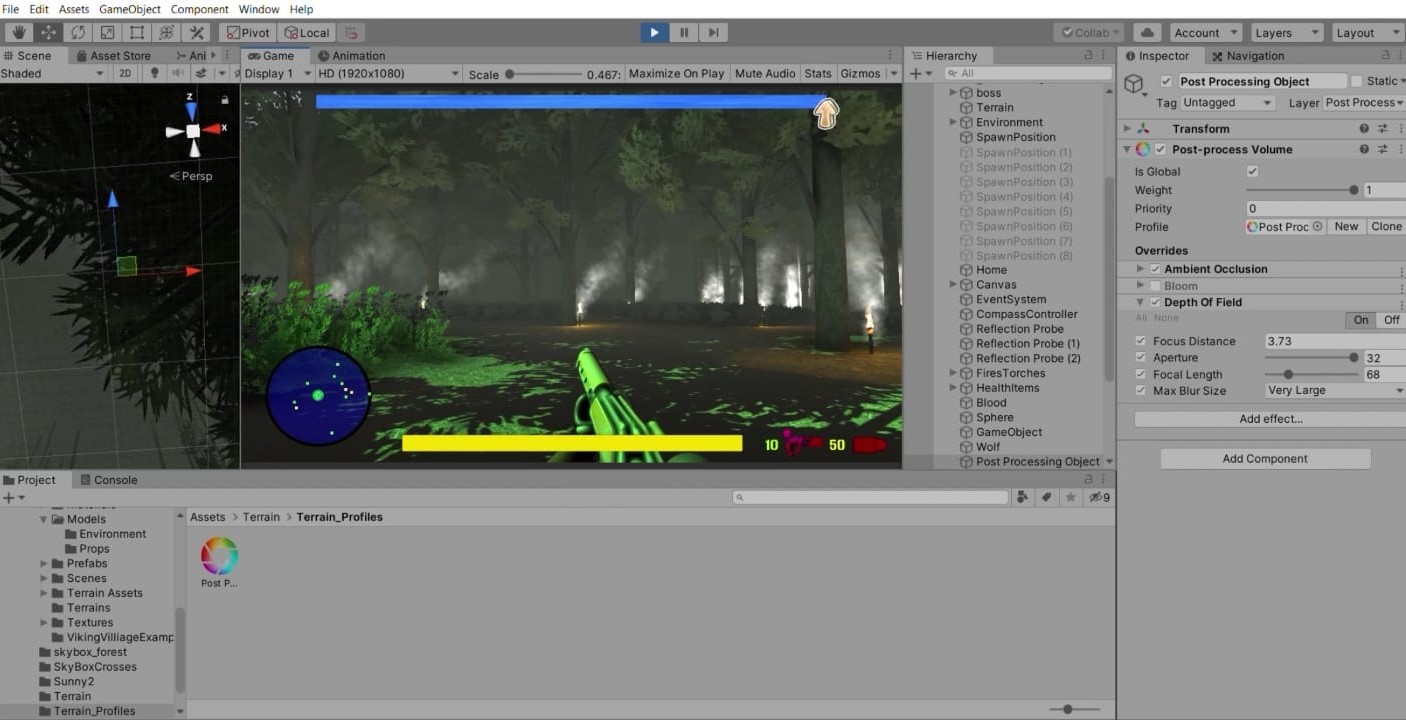 File Edit Assets GameObject Component Window Help
Pivot Local Collab Account Layers Layout
Scene Asset Store Ani
Shaded 2D
z
x
Persp
Game Animation
Display 1 HD (1920x1080) Scale 0.467: Maximize On Play Mute Audio Stats Gizmos
10 50
Hierarchy
All
boss
Terrain
Environment
SpawnPosition
SpawnPosition (1)
SpawnPosition (2)
SpawnPosition (3)
SpawnPosition (4)
SpawnPosition (5)
SpawnPosition (6)
SpawnPosition (7)
SpawnPosition (8)
Home
Canvas
EventSystem
CompassController
Reflection Probe
Reflection Probe (1)
Reflection Probe (2)
FiresTorches
HealthItems
Blood
Sphere
GameObject
Wolf
Post Processing Object
Inspector Navigation
Post Processing Object Static
Tag Untagged Layer Post Process
Transform
Post-process Volume
Is Global
Weight 1
Priority 0
Profile Post Proc New Clone
Overrides
Ambient Occlusion
Bloom
Depth Of Field
All None On Off
Focus Distance 3.73
Aperture 32
Focal Length 68
Max Blur Size Very Large
Add effect...
Add Component
Project Console
9
Models
Environment
Props
Prefabs
Scenes
Terrain Assets
Terrains
Textures
VikingVilliageExamp
skybox_forest
SkyBoxCrosses
Sunny2
Terrain
Terrain_Profiles
Assets > Terrain > Terrain_Profiles
Post P...